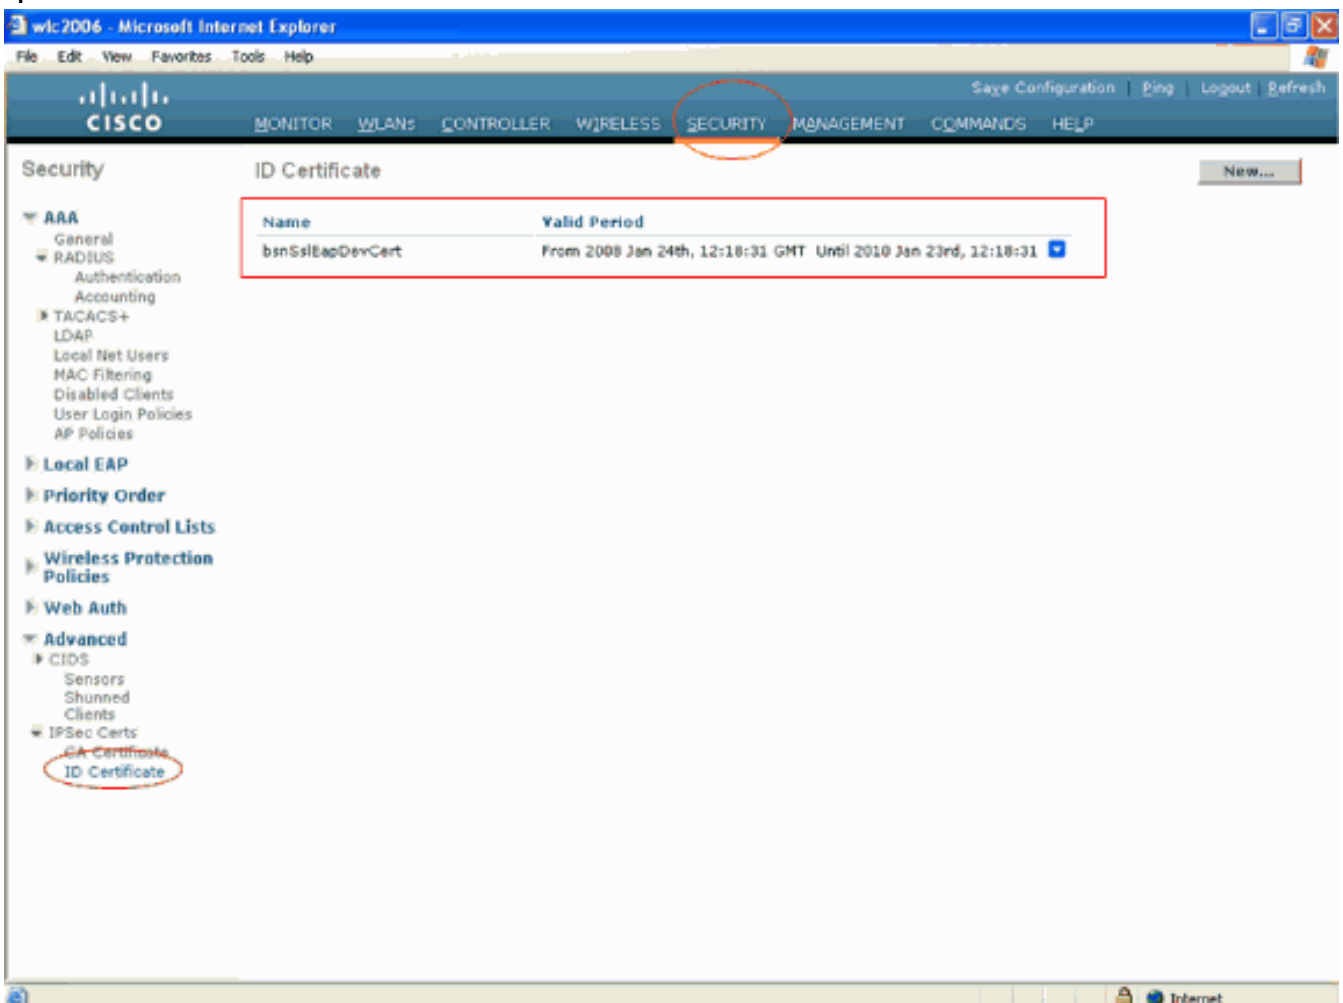 wlc2006 - Microsoft Internet Explorer
File Edit View Favorites Tools Help
Save Configuration Ping Logout Refresh
CISCO
MONITOR WLANs CONTROLLER WIRELESS SECURITY MANAGEMENT COMMANDS HELP
Security
ID Certificate
New...
AAA
General
RADIUS
Authentication
Accounting
TACACS+
LDAP
Local Net Users
MAC Filtering
Disabled Clients
User Login Policies
AP Policies
Local EAP
Priority Order
Access Control Lists
Wireless Protection
Policies
Web Auth
Advanced
CIDS
Sensors
Shunned
Clients
IPSec Certs
CA Certificate
ID Certificate
Name Valid Period
bsnSslEapDevCert From 2008 Jan 24th, 12:18:31 GMT Until 2010 Jan 23rd, 12:18:31
Internet